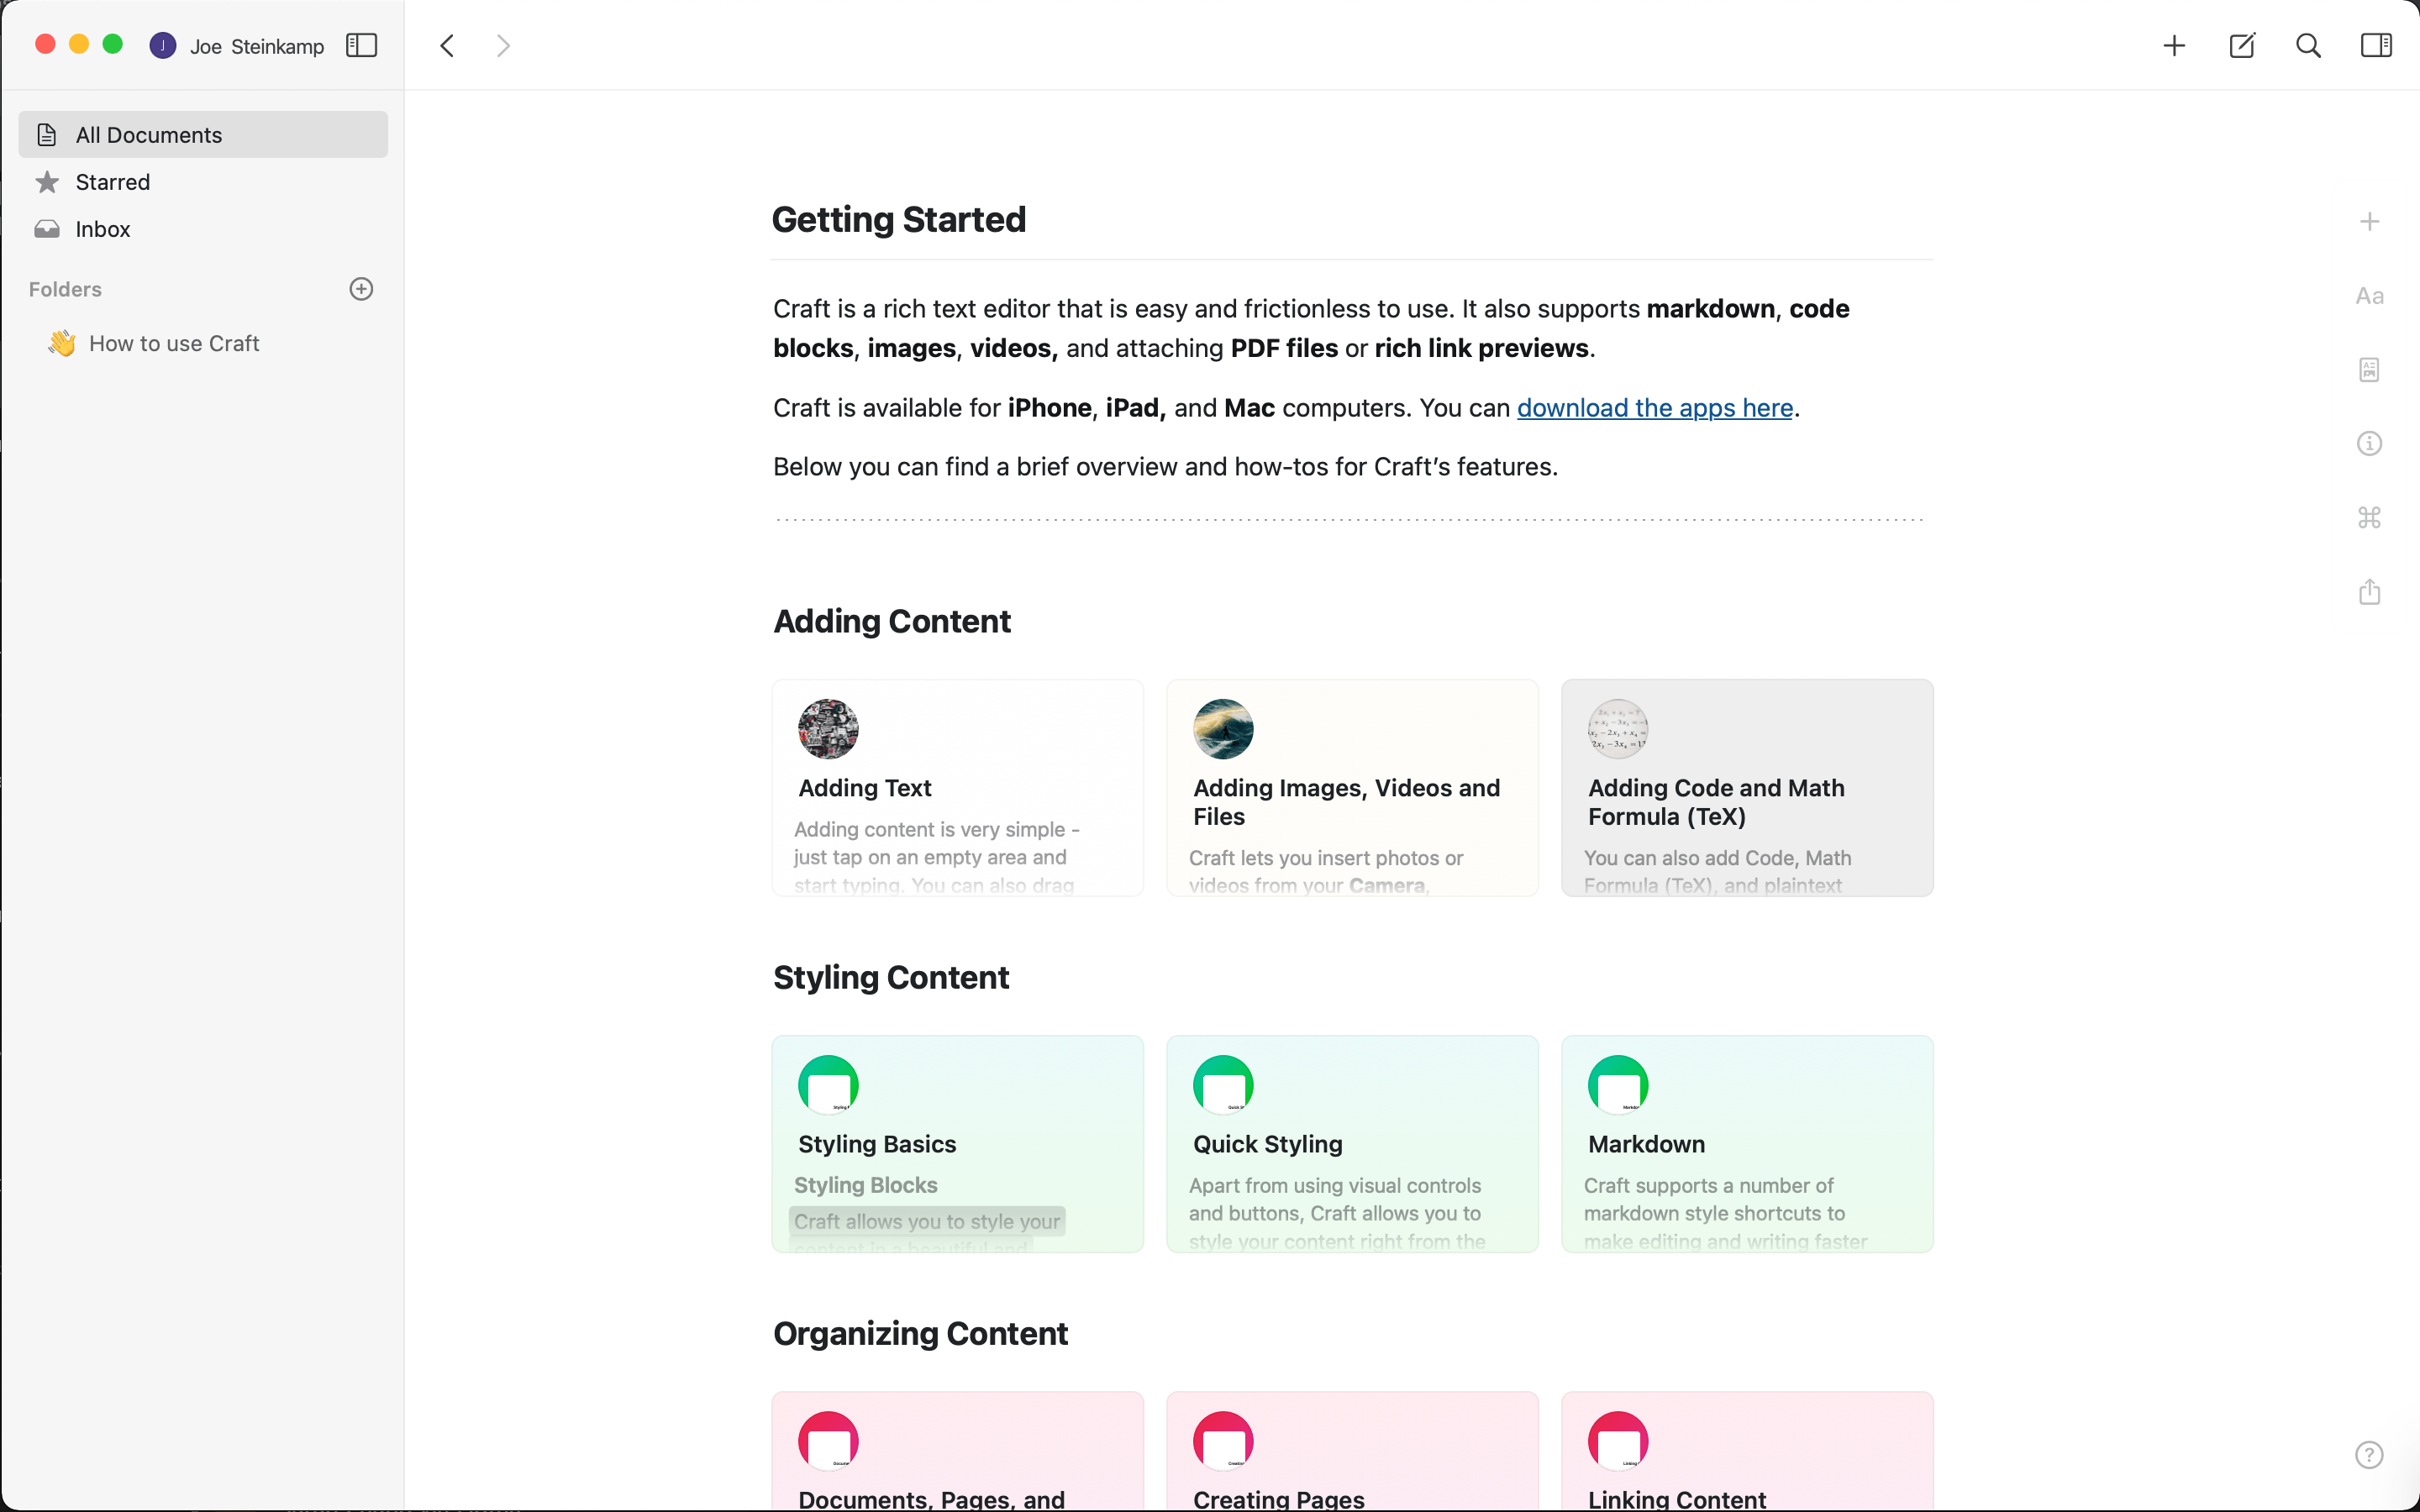 J Joe Steinkamp
All Documents
Starred
Inbox
Folders
👋 How to use Craft
Getting Started
Craft is a rich text editor that is easy and frictionless to use. It also supports markdown, code
blocks, images, videos, and attaching PDF files or rich link previews.
Craft is available for iPhone, iPad, and Mac computers. You can download the apps here.
Below you can find a brief overview and how-tos for Craft’s features.
Aa
Adding Content
Adding Text
Adding content is very simple -
just tap on an empty area and
start typing. You can also drag
Adding Images, Videos and
Files
Craft lets you insert photos or
videos from your Camera,
Adding Code and Math
Formula (TeX)
You can also add Code, Math
Formula (TeX), and plaintext
Styling Content
Styling Basics
Styling Blocks
Craft allows you to style your
content in a beautiful and
Quick Styling
Apart from using visual controls
and buttons, Craft allows you to
style your content right from the
Markdown
Craft supports a number of
markdown style shortcuts to
make editing and writing faster
Organizing Content
Documents, Pages, and
Creating Pages
Linking Content